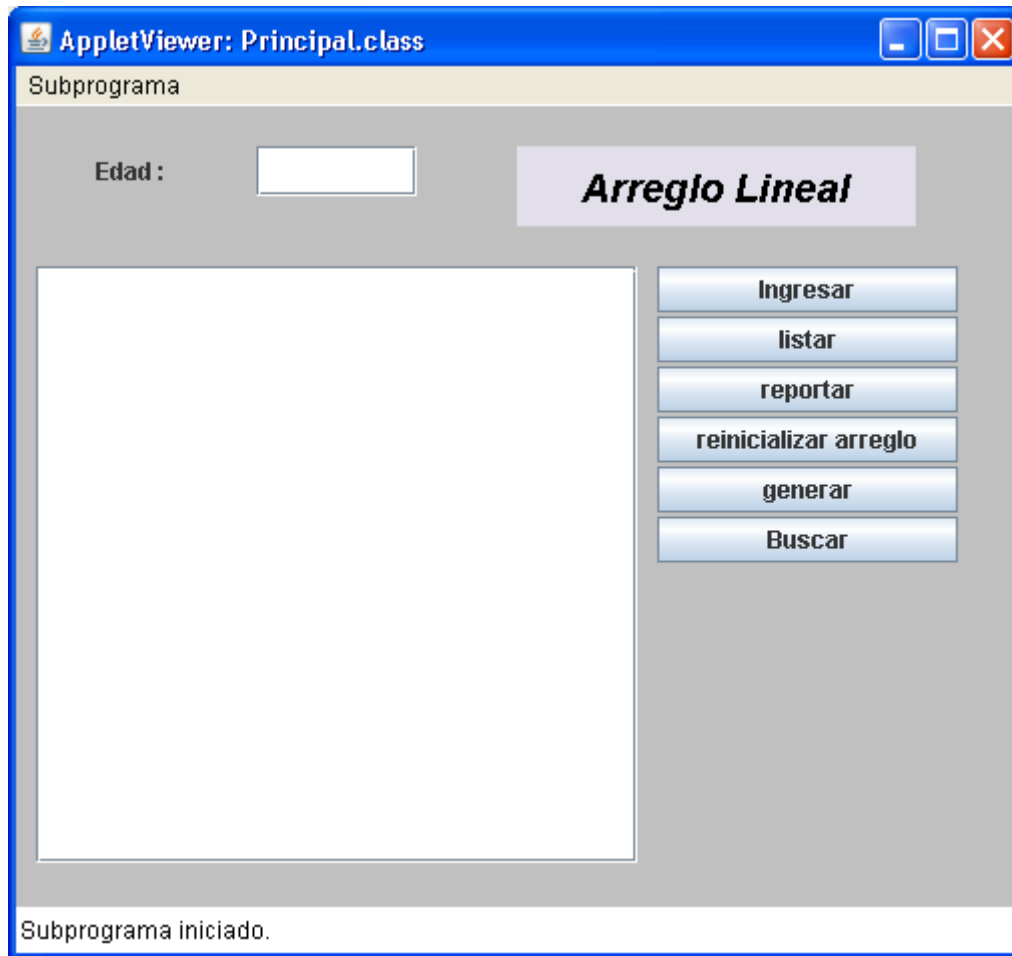 AppletViewer: Principal.class
Subprograma
Edad :
Arreglo Lineal
Ingresar
listar
reportar
reinicializar arreglo
generar
Buscar
Subprograma iniciado.